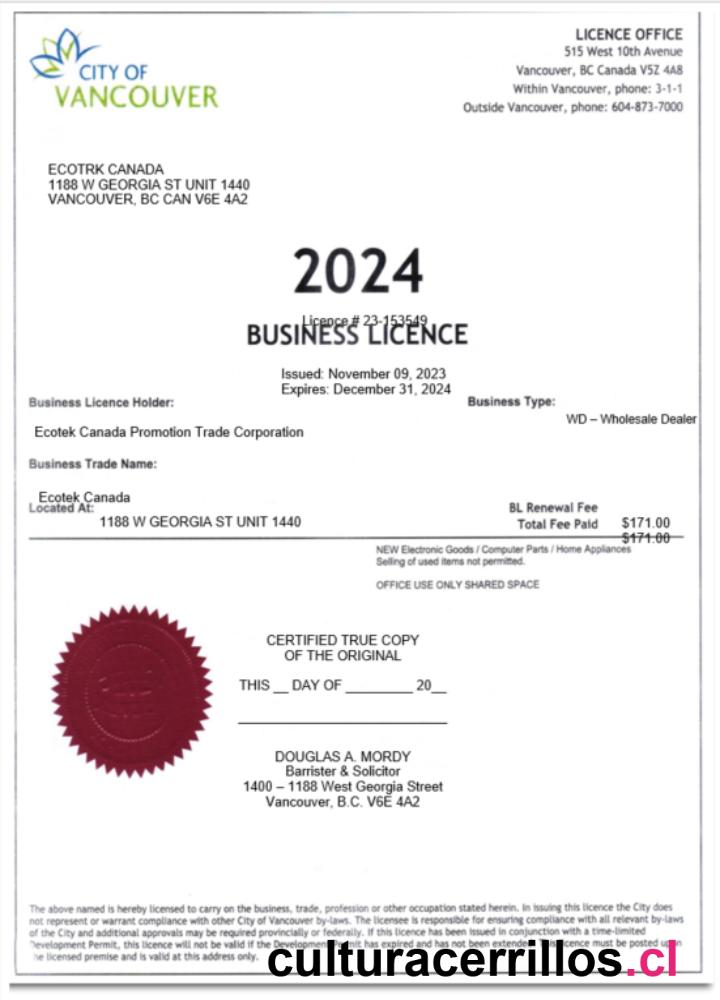 CITY OF
VANCOUVER
LICENCE OFFICE
515 West 10th Avenue
Vancouver, BC Canada V5Z 4A8
Within Vancouver, phone: 3-1-1
Outside Vancouver, phone: 604-873-7000
ECOTRK CANADA
1188 W GEORGIA ST UNIT 1440
VANCOUVER, BC CAN V6E 4A2
2024
Licence # 23-153549
BUSINESS LICENCE
Issued: November 09, 2023
Expires: December 31, 2024
Business Licence Holder:
Business Type:
WD – Wholesale Dealer
Ecotek Canada Promotion Trade Corporation
Business Trade Name:
Ecotek Canada
Located At:
1188 W GEORGIA ST UNIT 1440
BL Renewal Fee
Total Fee Paid $171.00
$171.00
NEW Electronic Goods / Computer Parts / Home Appliances
Selling of used items not permitted.
OFFICE USE ONLY SHARED SPACE
CERTIFIED TRUE COPY
OF THE ORIGINAL
THIS __ DAY OF ________ 20__
DOUGLAS A. MORDY
Barrister & Solicitor
1400 – 1188 West Georgia Street
Vancouver, B.C. V6E 4A2
The above named is hereby licensed to carry on the business, trade, profession or other occupation stated herein. In issuing this licence the City does
not represent or warrant compliance with other City of Vancouver by-laws. The licensee is responsible for ensuring compliance with all relevant by-laws
of the City and additional approvals may be required provincially or federally. If this licence has been issued in conjunction with a time-limited
Development Permit, this licence will not be valid if the Development Permit has expired and has not been extended. This licence must be posted upon
he licensed premise and is valid at this address only.
culturacerrillos.cl